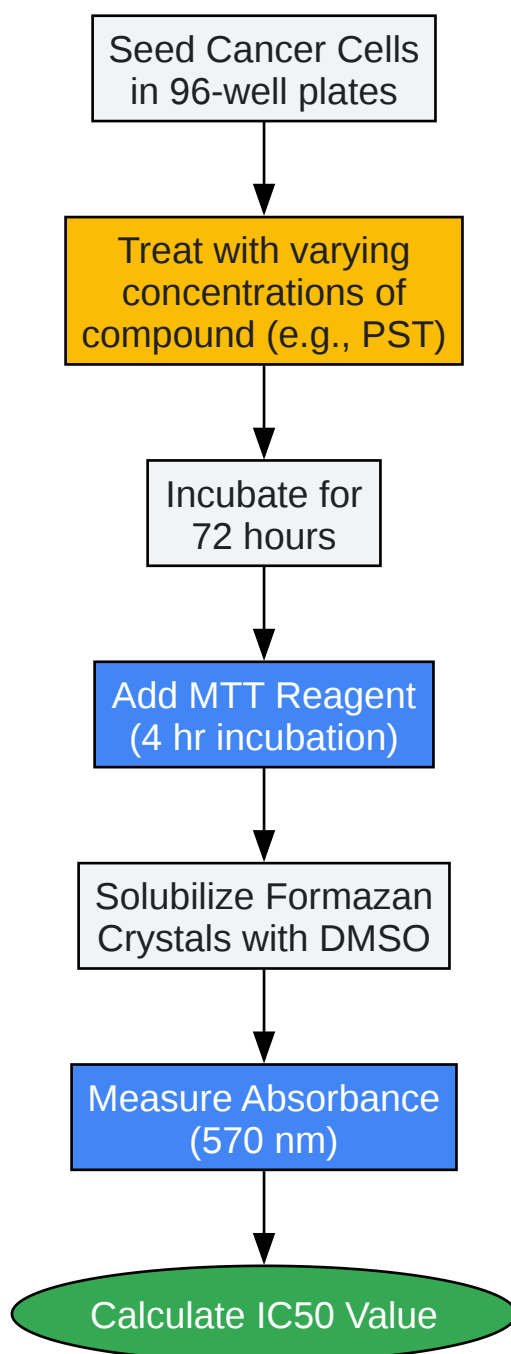 Seed Cancer Cells
in 96-well plates
Treat with varying
concentrations of
compound (e.g., PST)
Incubate for
72 hours
Add MTT Reagent
(4 hr incubation)
Solubilize Formazan
Crystals with DMSO
Measure Absorbance
(570 nm)
Calculate IC50 Value